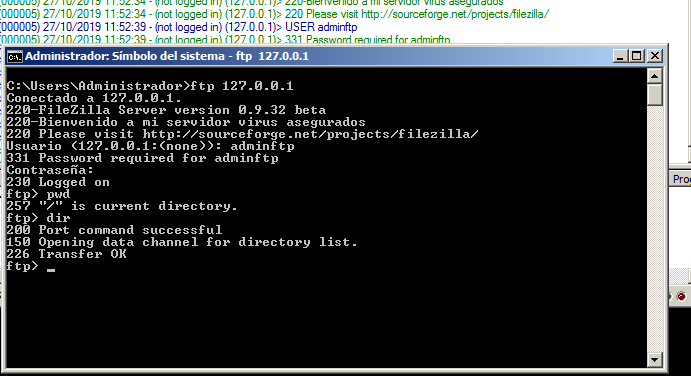 (000005) 27/10/2019 11:52:34 - (not logged in) (127.0.0.1)> 220-Bienvenido a mi servidor virus asegurados
(000005) 27/10/2019 11:52:34 - (not logged in) (127.0.0.1)> 220 Please visit http://sourceforge.net/projects/filezilla/
(000005) 27/10/2019 11:52:39 - (not logged in) (127.0.0.1)> USER adminftp
(000005) 27/10/2019 11:52:39 - (not logged in) (127.0.0.1)> 331 Password required for adminftp
Administrador: Símbolo del sistema - ftp 127.0.0.1
C:\Users\Administrador>ftp 127.0.0.1
Conectado a 127.0.0.1.
220-FileZilla Server version 0.9.32 beta
220-Bienvenido a mi servidor virus asegurados
220 Please visit http://sourceforge.net/projects/filezilla/
Usuario (127.0.0.1:(none)): adminftp
331 Password required for adminftp
Contraseña:
230 Logged on
ftp> pwd
257 "/" is current directory.
ftp> dir
200 Port command successful
150 Opening data channel for directory list.
226 Transfer OK
ftp> _